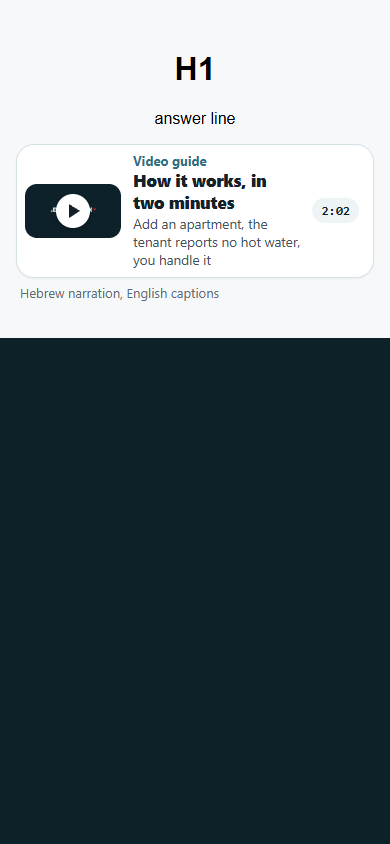 H1
answer line
Video guide
How it works, in
two minutes
Add an apartment, the
tenant reports no hot water,
you handle it
2:02
Hebrew narration, English captions